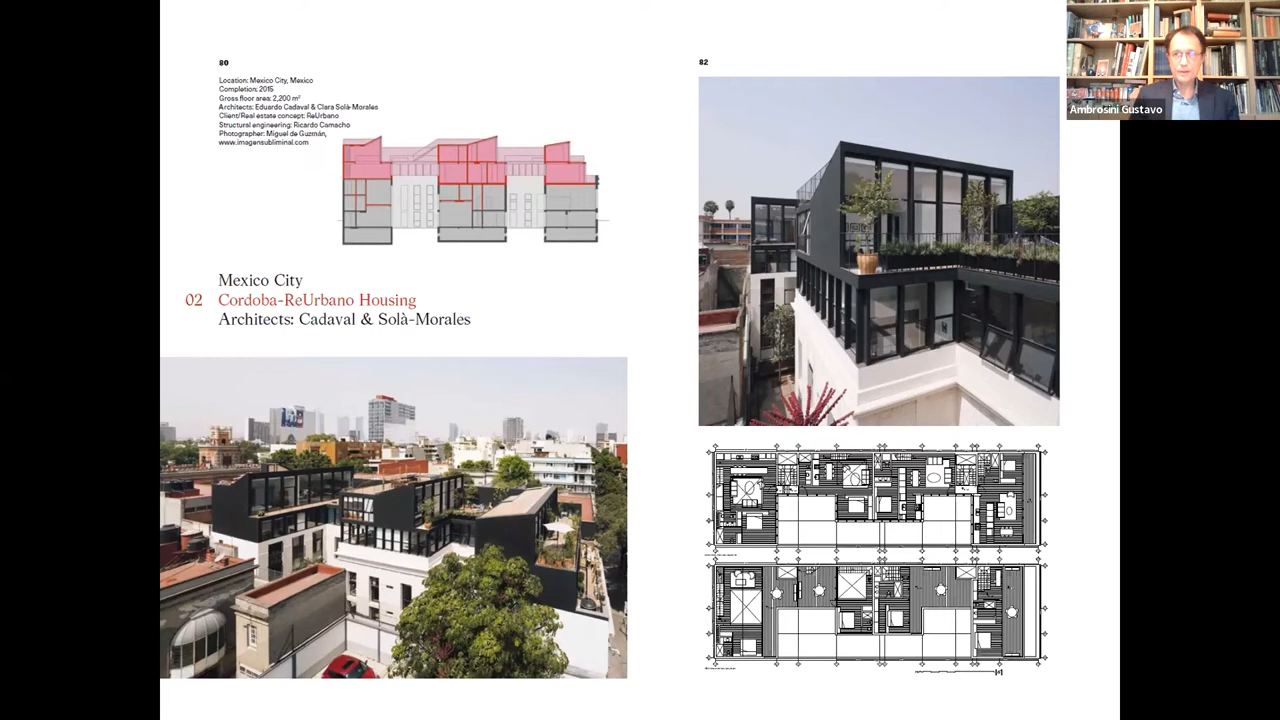 80
Location: Mexico City, Mexico
Completion: 2015
Gross floor area: 2,200 m²
Architects: Eduardo Cadaval & Clara Solà-Morales
Client/Real estate concept: ReUrbano
Structural engineering: Ricardo Camacho
Photographer: Miguel de Guzmán,
www.imagensubliminal.com
Mexico City
02 Cordoba-ReUrbano Housing
Architects: Cadaval & Solà-Morales
82
Ambrosini Gustavo